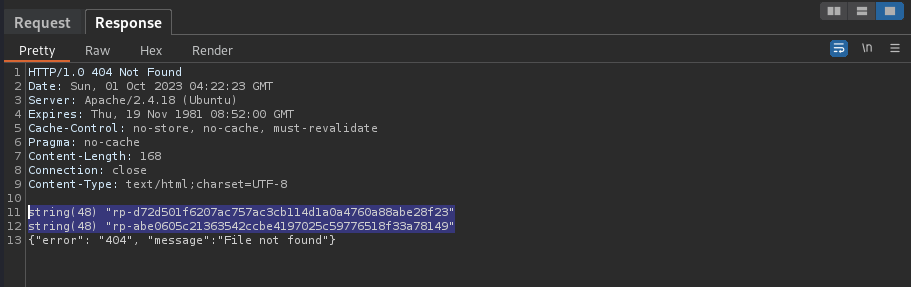 Request
Response
Pretty
Raw
Hex
Render
\n
1 HTTP/1.0 404 Not Found
2 Date: Sun, 01 Oct 2023 04:22:23 GMT
3 Server: Apache/2.4.18 (Ubuntu)
4 Expires: Thu, 19 Nov 1981 08:52:00 GMT
5 Cache-Control: no-store, no-cache, must-revalidate
6 Pragma: no-cache
7 Content-Length: 168
8 Connection: close
9 Content-Type: text/html;charset=UTF-8
10
11 string(48) "rp-d72d501f6207ac757ac3cb114d1a0a4760a88abe28f23"
12 string(48) "rp-abe0605c21363542ccbe4197025c59776518f33a78149"
13 {"error": "404", "message":"File not found"}